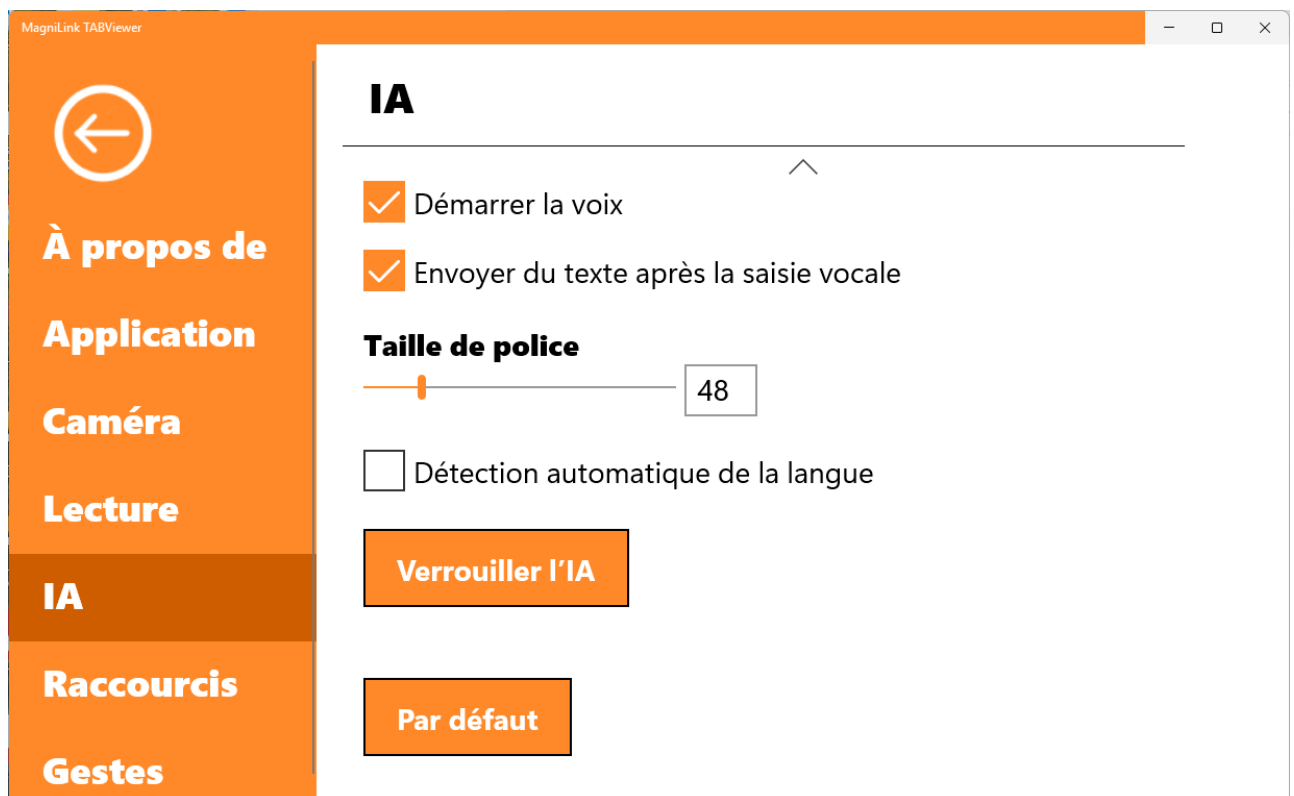 MagniLink TABViewer
À propos de
Application
Caméra
Lecture
IA
Raccourcis
Gestes
IA
Démarrer la voix
Envoyer du texte après la saisie vocale
Taille de police
48
Détection automatique de la langue
Verrouiller l’IA
Par défaut